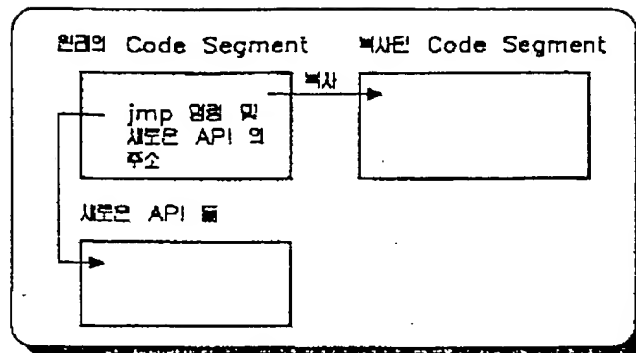 원래의 Code Segment
복사된 Code Segment
복사
jmp 명령 및
새로운 API 의
주소
새로운 API 들